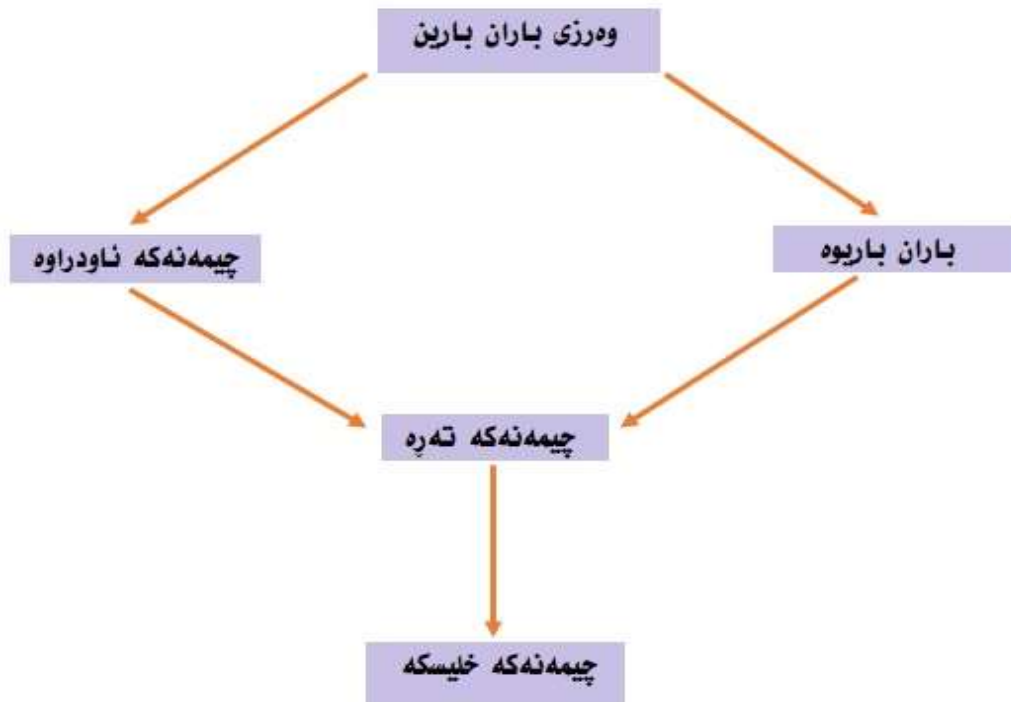 وەرزی باران بارین
باران باریوە
چیمەنەکە ئاودراوە
چیمەنەکە تەڕە
چیمەنەکە خلیسکە